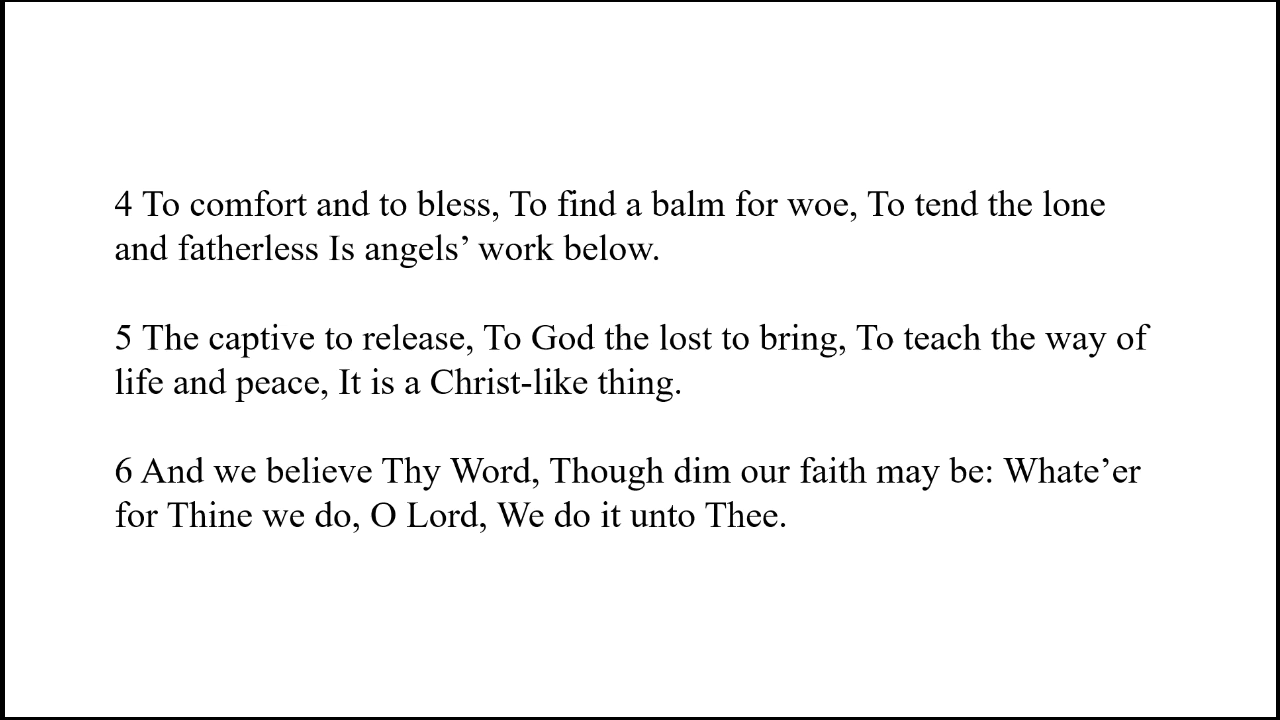 4 To comfort and to bless, To find a balm for woe, To tend the lone
and fatherless Is angels’ work below.
5 The captive to release, To God the lost to bring, To teach the way of
life and peace, It is a Christ-like thing.
6 And we believe Thy Word, Though dim our faith may be: Whate’er
for Thine we do, O Lord, We do it unto Thee.